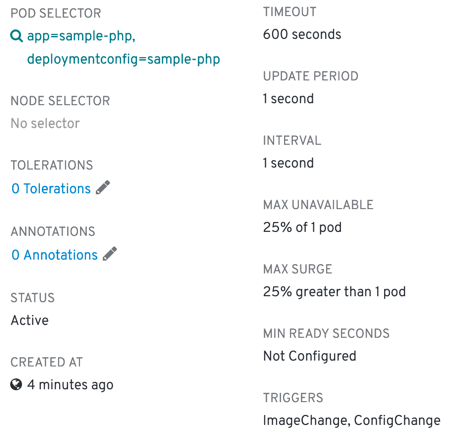 POD SELECTOR
app=sample-php,
deploymentconfig=sample-php
NODE SELECTOR
No selector
TOLERATIONS
0 Tolerations
ANNOTATIONS
0 Annotations
STATUS
Active
CREATED AT
4 minutes ago
TIMEOUT
600 seconds
UPDATE PERIOD
1 second
INTERVAL
1 second
MAX UNAVAILABLE
25% of 1 pod
MAX SURGE
25% greater than 1 pod
MIN READY SECONDS
Not Configured
TRIGGERS
ImageChange, ConfigChange